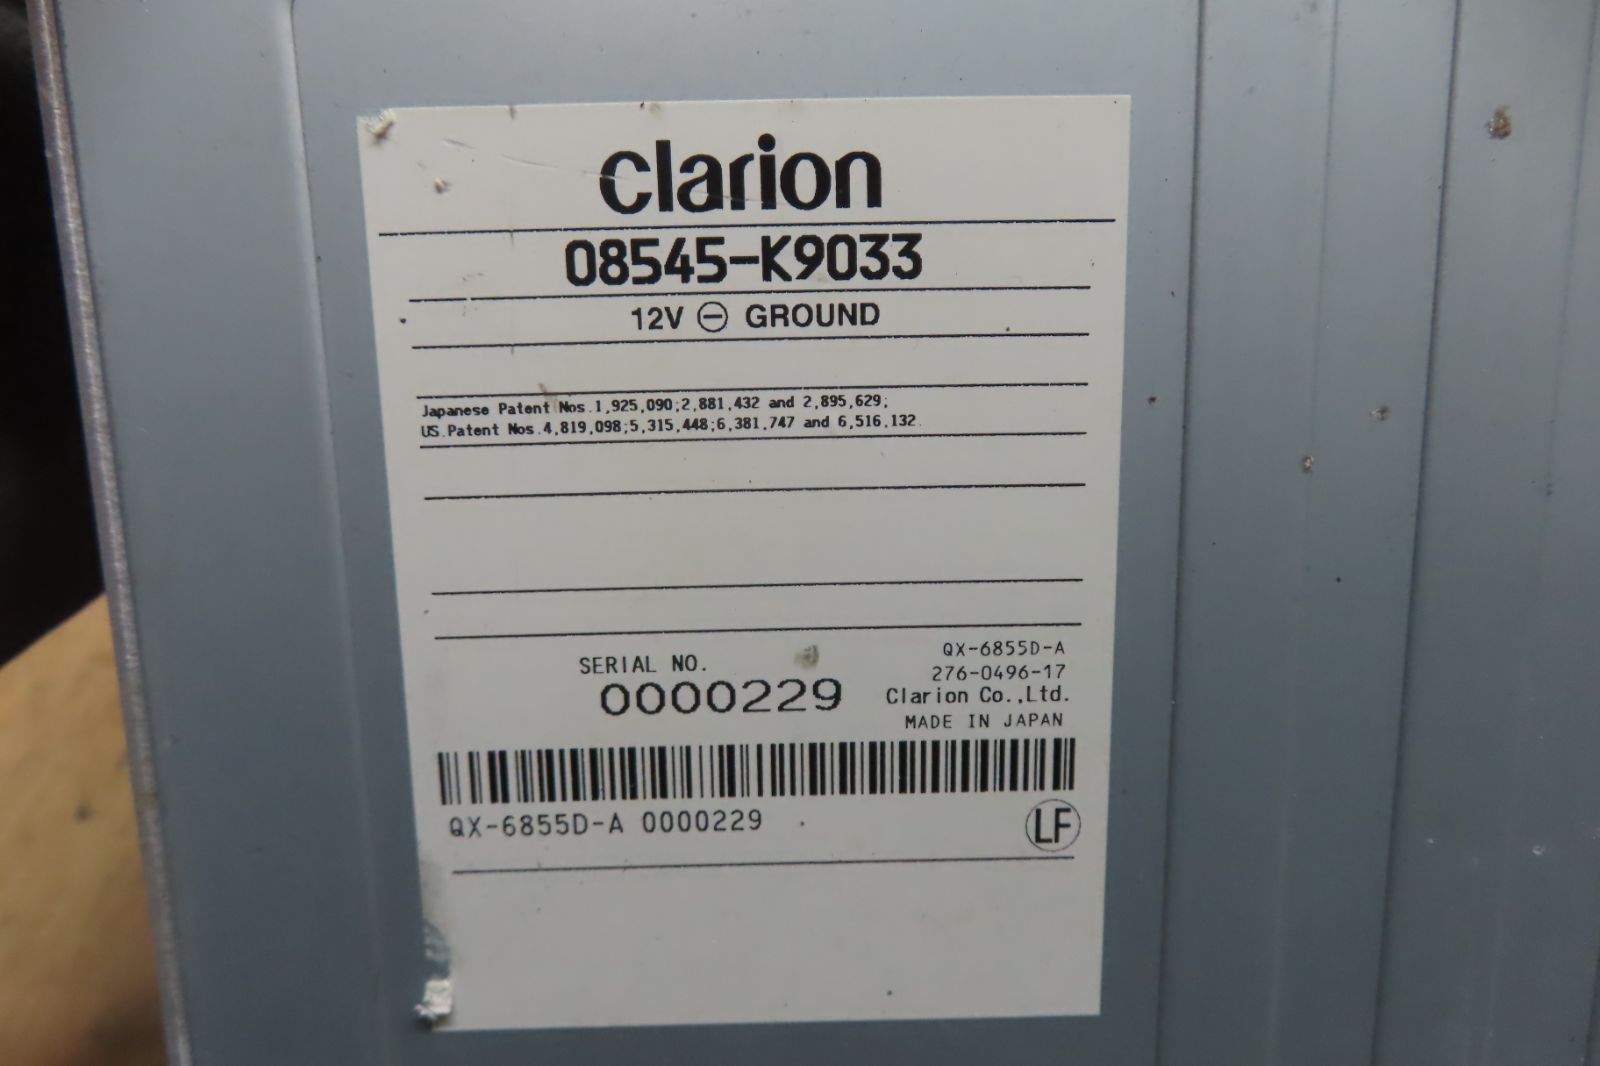 clarion
08545-K9033
12V ⊖ GROUND
Japanese Patent Nos.1,925,090;2,881,432 and 2,895,629;
US.Patent Nos.4,819,098;5,315,448;6,381,747 and 6,516,132.
QX-6855D-A
SERIAL NO.
276-0496-17
0000229
Clarion Co.,Ltd.
MADE IN JAPAN
QX-6855D-A 0000229
LF